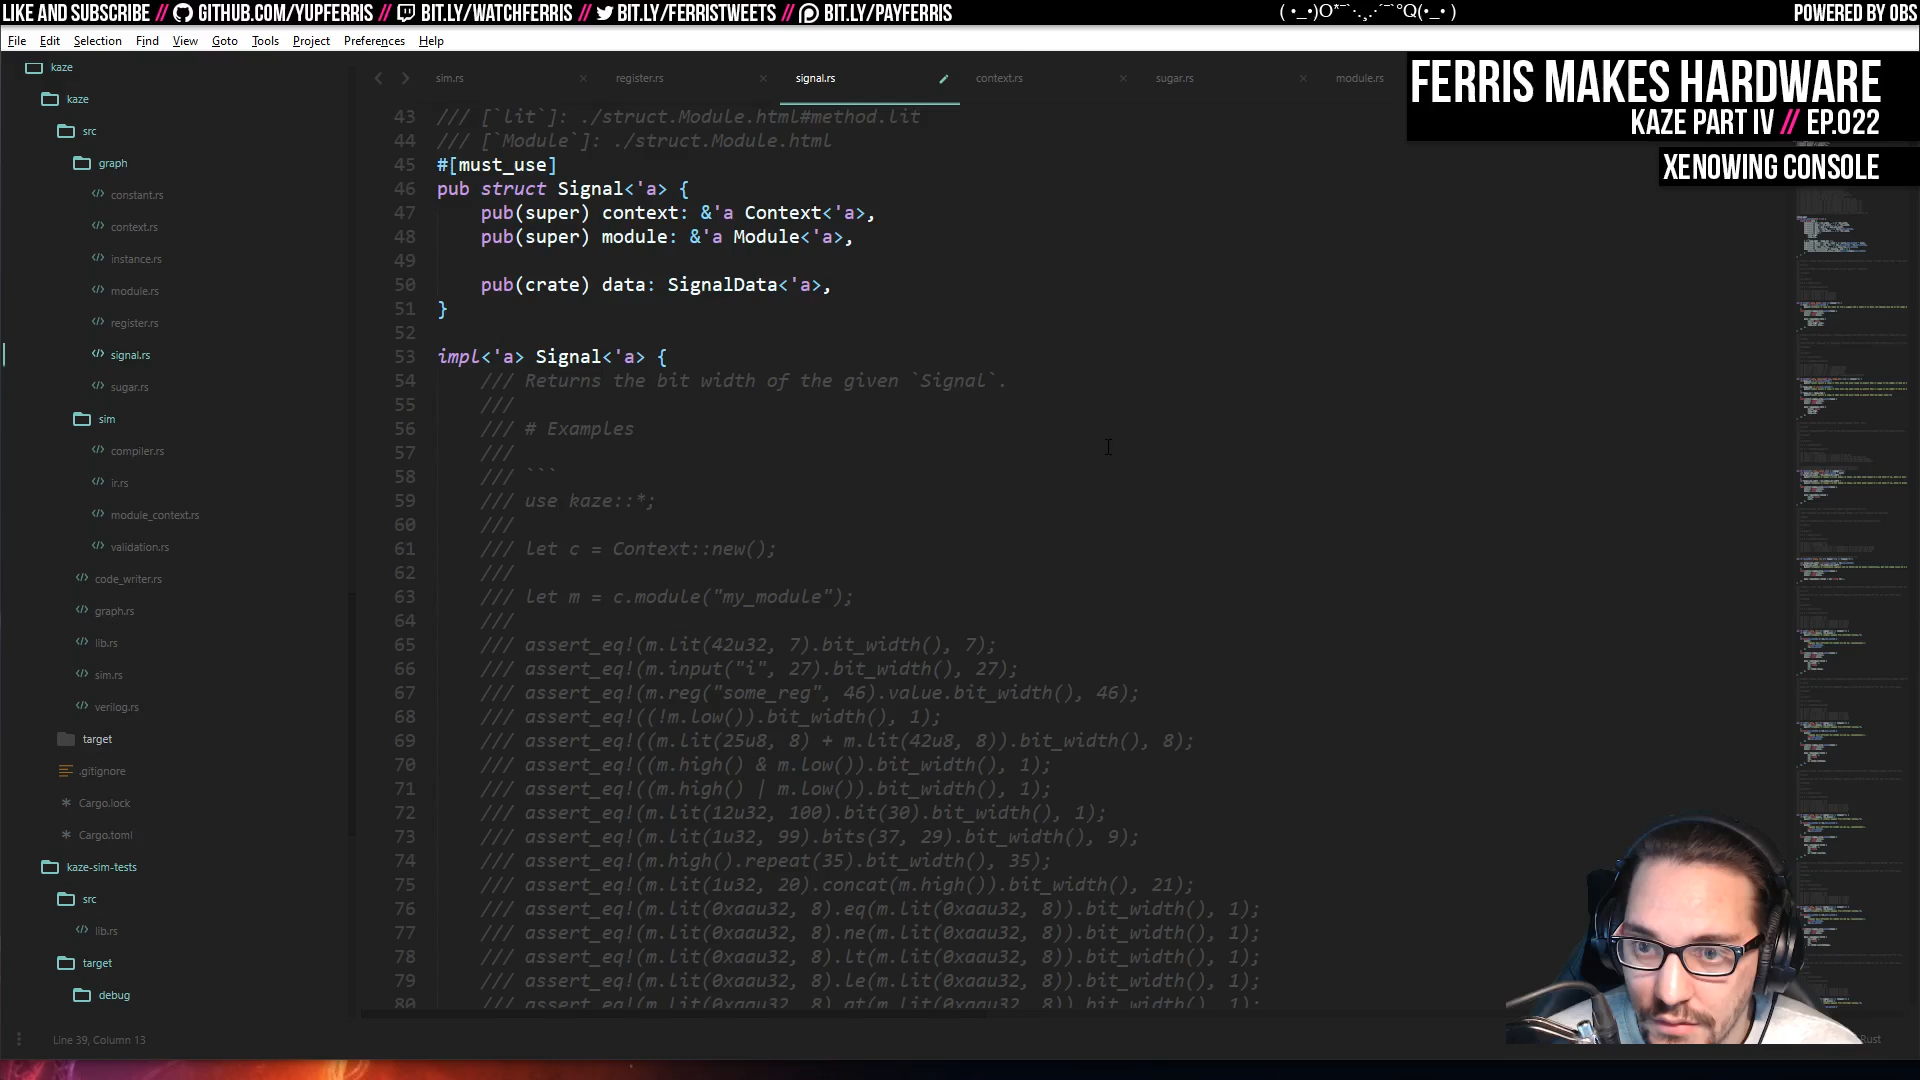 LIKE AND SUBSCRIBE // GITHUB.COM/YUPFERRIS // BIT.LY/WATCHFERRIS // BIT.LY/FERRISTWEETS // BIT.LY/PAYFERRIS
POWERED BY OBS
File Edit Selection Find View Goto Tools Project Preferences Help
FERRIS MAKES HARDWARE
KAZE PART IV // EP.022
XENOWING CONSOLE
kaze
kaze
src
graph
constant.rs
context.rs
instance.rs
module.rs
register.rs
signal.rs
sugar.rs
sim
compiler.rs
ir.rs
module_context.rs
validation.rs
code_writer.rs
graph.rs
lib.rs
sim.rs
verilog.rs
target
.gitignore
Cargo.lock
Cargo.toml
kaze-sim-tests
src
lib.rs
target
debug
sim.rs register.rs signal.rs context.rs sugar.rs module.rs
43 /// [`lit`]: ./struct.Module.html#method.lit
44 /// [`Module`]: ./struct.Module.html
45 #[must_use]
46 pub struct Signal<'a> {
47     pub(super) context: &'a Context<'a>,
48     pub(super) module: &'a Module<'a>,
49
50     pub(crate) data: SignalData<'a>,
51 }
52
53 impl<'a> Signal<'a> {
54     /// Returns the bit width of the given `Signal`.
55     ///
56     /// # Examples
57     ///
58     /// ```
59     /// use kaze::*;
60     ///
61     /// let c = Context::new();
62     ///
63     /// let m = c.module("my_module");
64     ///
65     /// assert_eq!(m.lit(42u32, 7).bit_width(), 7);
66     /// assert_eq!(m.input("i", 27).bit_width(), 27);
67     /// assert_eq!(m.reg("some_reg", 46).value.bit_width(), 46);
68     /// assert_eq!((!m.low()).bit_width(), 1);
69     /// assert_eq!((m.lit(25u8, 8) + m.lit(42u8, 8)).bit_width(), 8);
70     /// assert_eq!((m.high() & m.low()).bit_width(), 1);
71     /// assert_eq!((m.high() | m.low()).bit_width(), 1);
72     /// assert_eq!(m.lit(12u32, 100).bit(30).bit_width(), 1);
73     /// assert_eq!(m.lit(1u32, 99).bits(37, 29).bit_width(), 9);
74     /// assert_eq!(m.high().repeat(35).bit_width(), 35);
75     /// assert_eq!(m.lit(1u32, 20).concat(m.high()).bit_width(), 21);
76     /// assert_eq!(m.lit(0xaau32, 8).eq(m.lit(0xaau32, 8)).bit_width(), 1);
77     /// assert_eq!(m.lit(0xaau32, 8).ne(m.lit(0xaau32, 8)).bit_width(), 1);
78     /// assert_eq!(m.lit(0xaau32, 8).lt(m.lit(0xaau32, 8)).bit_width(), 1);
79     /// assert_eq!(m.lit(0xaau32, 8).le(m.lit(0xaau32, 8)).bit_width(), 1);
80     /// assert_eq!(m.lit(0xaau32, 8).gt(m.lit(0xaau32, 8)).bit_width(), 1);
Line 39, Column 13
Rust